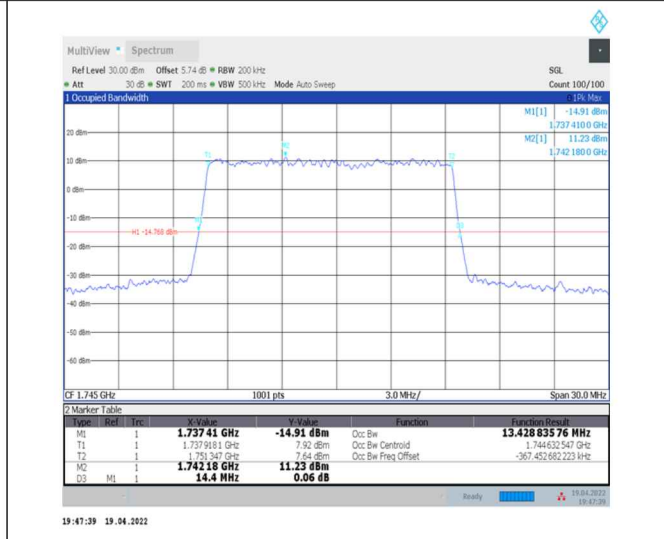 MultiView Spectrum
Ref Level 30.00 dBm Offset 5.74 dB RBW 200 kHz SGL
Att 30 dB SWT 200 ms VBW 500 kHz Mode Auto Sweep Count 100/100
1 Occupied Bandwidth 1Pk Max
M1[1] -14.91 dBm
1.737 4100 GHz
M2[1] 11.23 dBm
1.742 1800 GHz
20 dBm
10 dBm
0 dBm
-10 dBm
H1 -14.768 dBm
-20 dBm
-30 dBm
-40 dBm
-50 dBm
-60 dBm
CF 1.745 GHz 1001 pts 3.0 MHz/ Span 30.0 MHz
2 Marker Table
Type Ref Trc X-Value Y-Value Function Function Result
M1 1 1.737 41 GHz -14.91 dBm Occ Bw 13.428 835 76 MHz
T1 1 1.737 918 1 GHz 7.92 dBm Occ Bw Centroid 1.744 632 547 GHz
T2 1 1.751 347 GHz 7.64 dBm Occ Bw Freq Offset -367.452 682 223 kHz
M2 1 1.742 18 GHz 11.23 dBm
D3 M1 1 14.4 MHz 0.06 dB
Ready 19.04.2022
19:47:39
19:47:39 19.04.2022